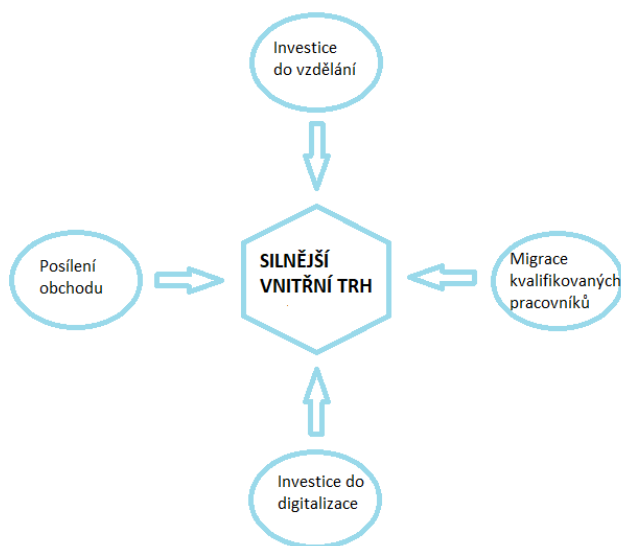 Investice
do vzdělání
Posílení
obchodu
SILNĚJŠÍ
VNITŘNÍ TRH
Migrace
kvalifikovaných
pracovníků
Investice do
digitalizace